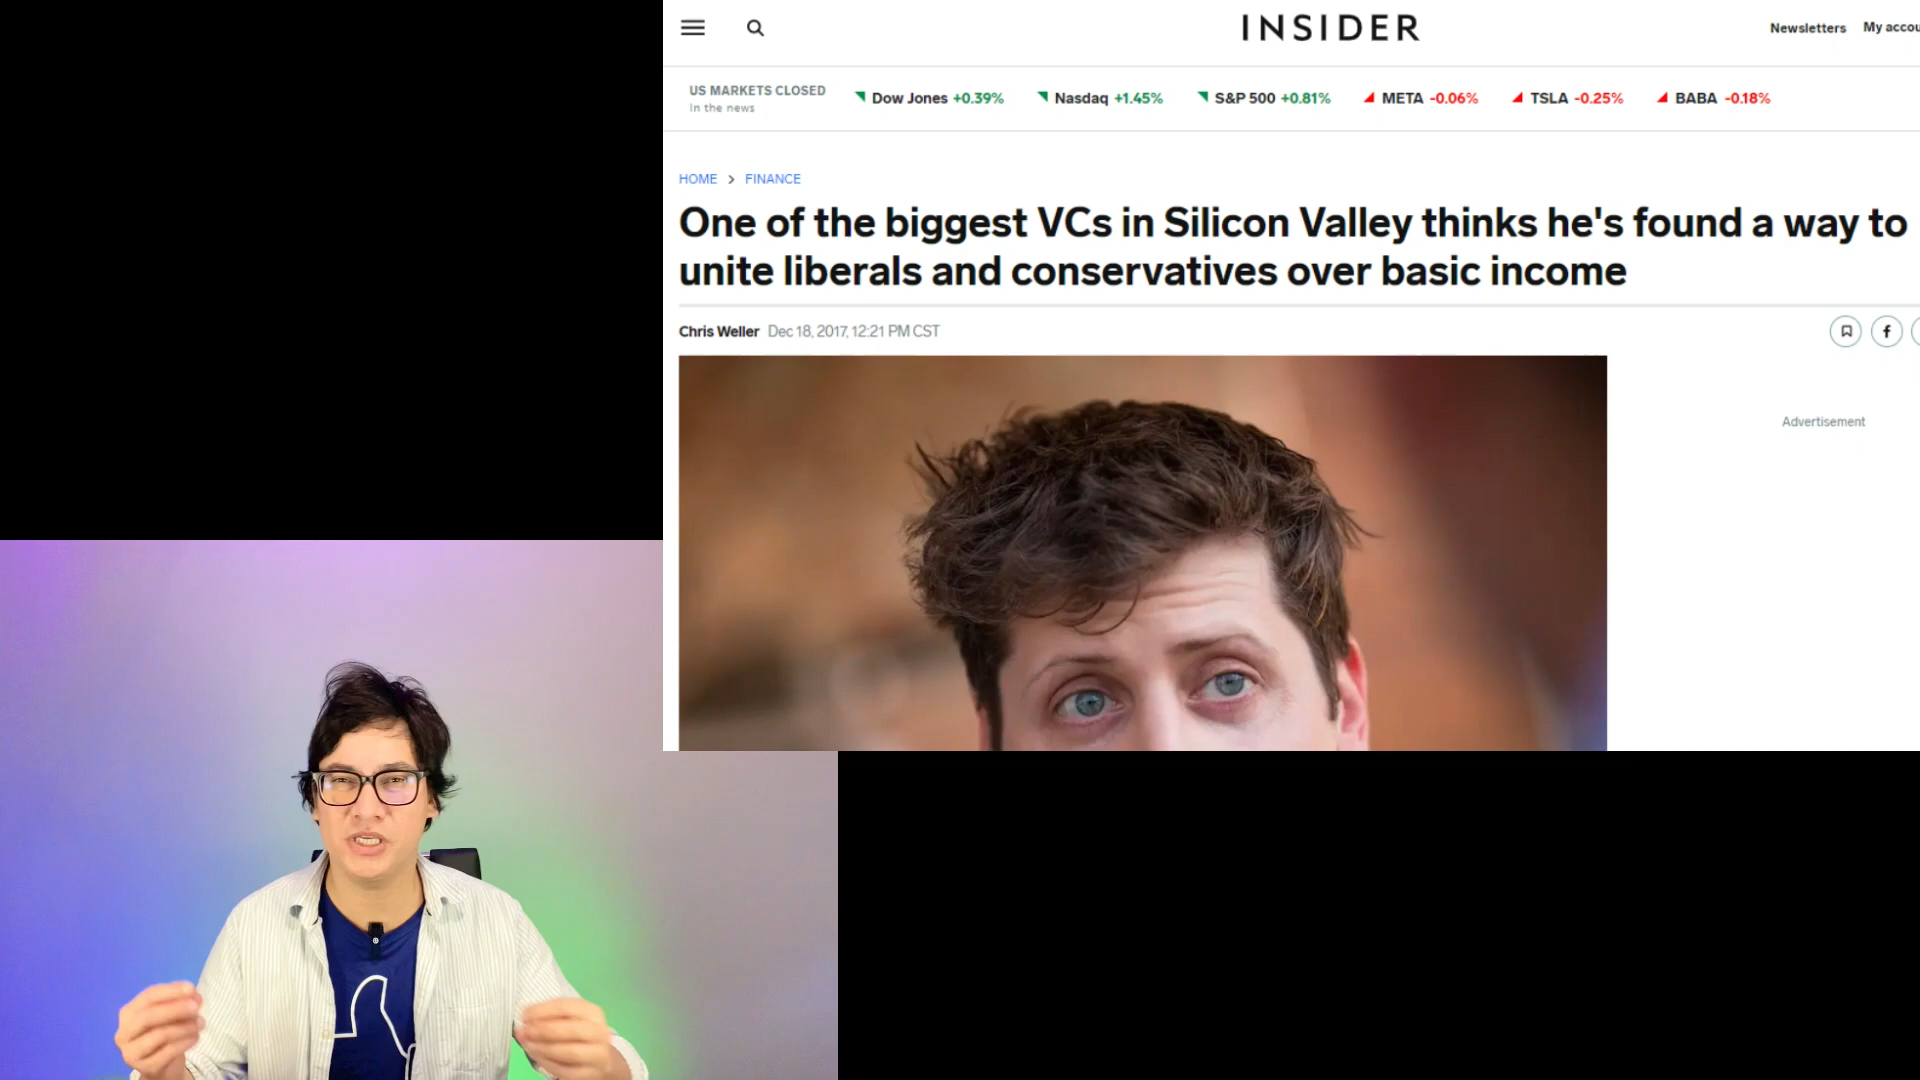 INSIDER
Newsletters My accou
US MARKETS CLOSED
In the news
Dow Jones +0.39% Nasdaq +1.45% S&P 500 +0.81% META -0.06% TSLA -0.25% BABA -0.18%
HOME > FINANCE
One of the biggest VCs in Silicon Valley thinks he's found a way to
unite liberals and conservatives over basic income
Chris Weller Dec 18, 2017, 12:21 PM CST
Advertisement